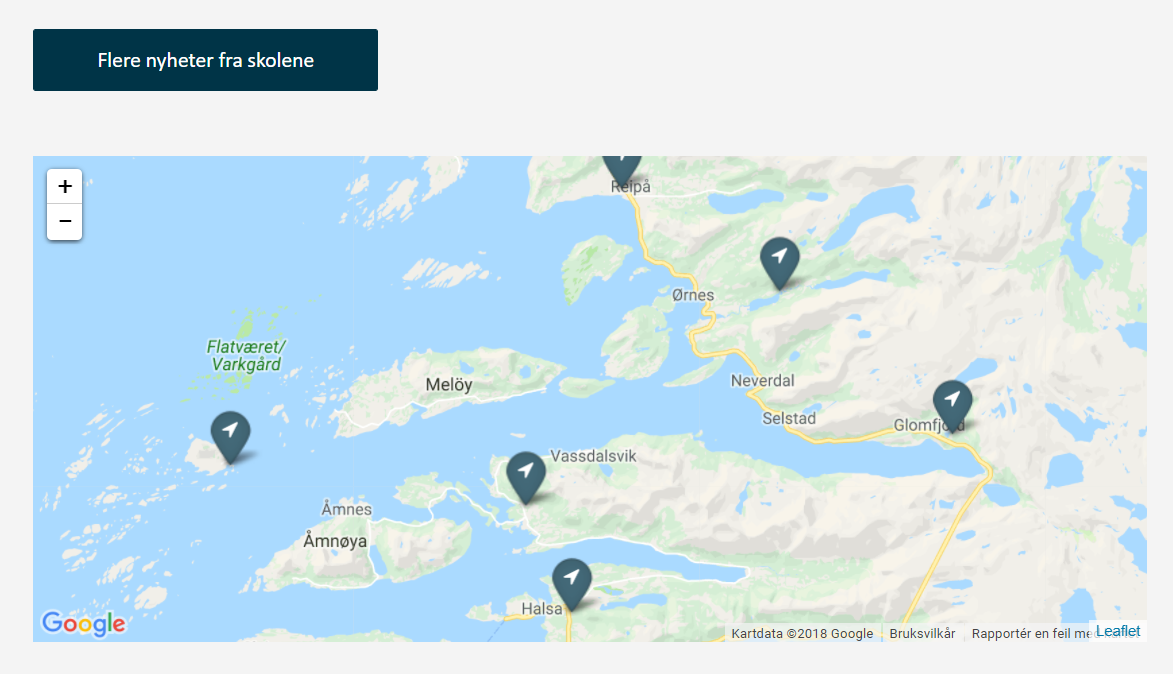 Flere nyheter fra skolene
+
−
Reipå
Ørnes
Flatværet/
Varkgård
Melöy
Neverdal
Selstad
Glomfjord
Vassdalsvik
Åmnes
Åmnøya
Halsa
Google
Kartdata ©2018 Google
Bruksvilkår
Rapportér en feil me
Leaflet